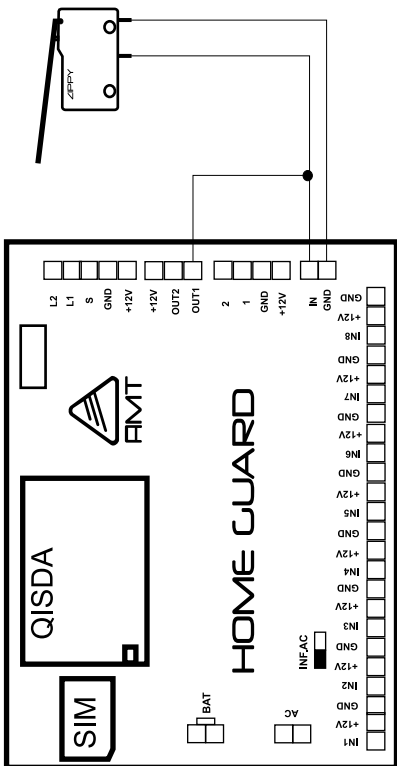 APPY
L2
L1
S
GND
+12V
+12V
OUT2
OUT1
2
1
GND
+12V
IN
GND
AMT
QISDA
HOME GUARD
SIM
BAT
AC
INF.AC
GND
+12V
IN8
GND
+12V
IN7
GND
+12V
IN6
GND
+12V
IN5
GND
+12V
IN4
GND
+12V
IN3
GND
+12V
IN2
GND
+12V
IN1